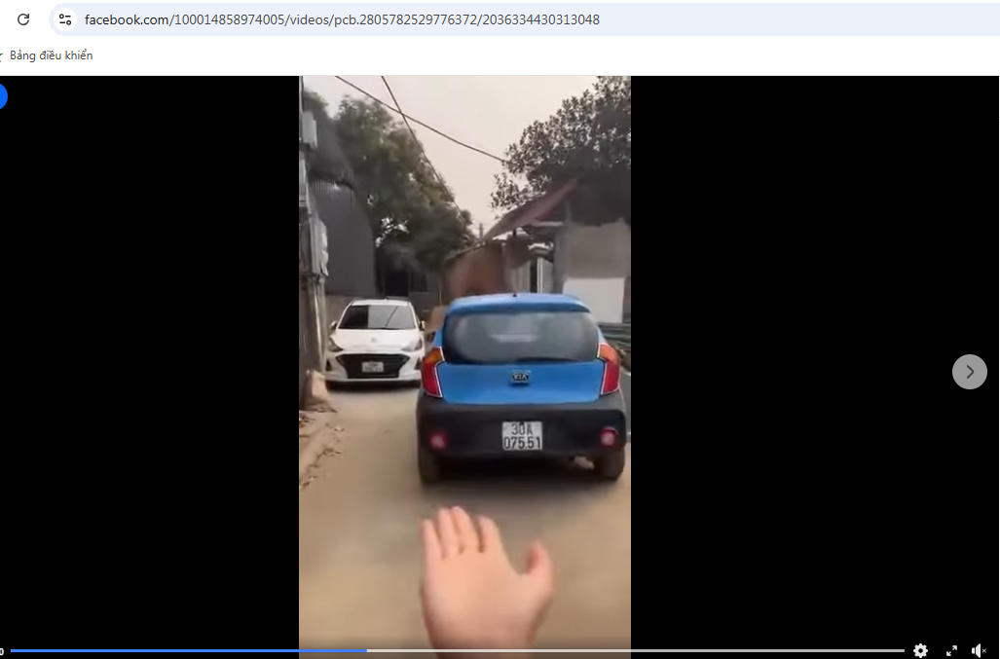 facebook.com/100014858974005/videos/pcb.2805782529776372/2036334430313048
Bảng điều khiển
KIA
30A
075.51